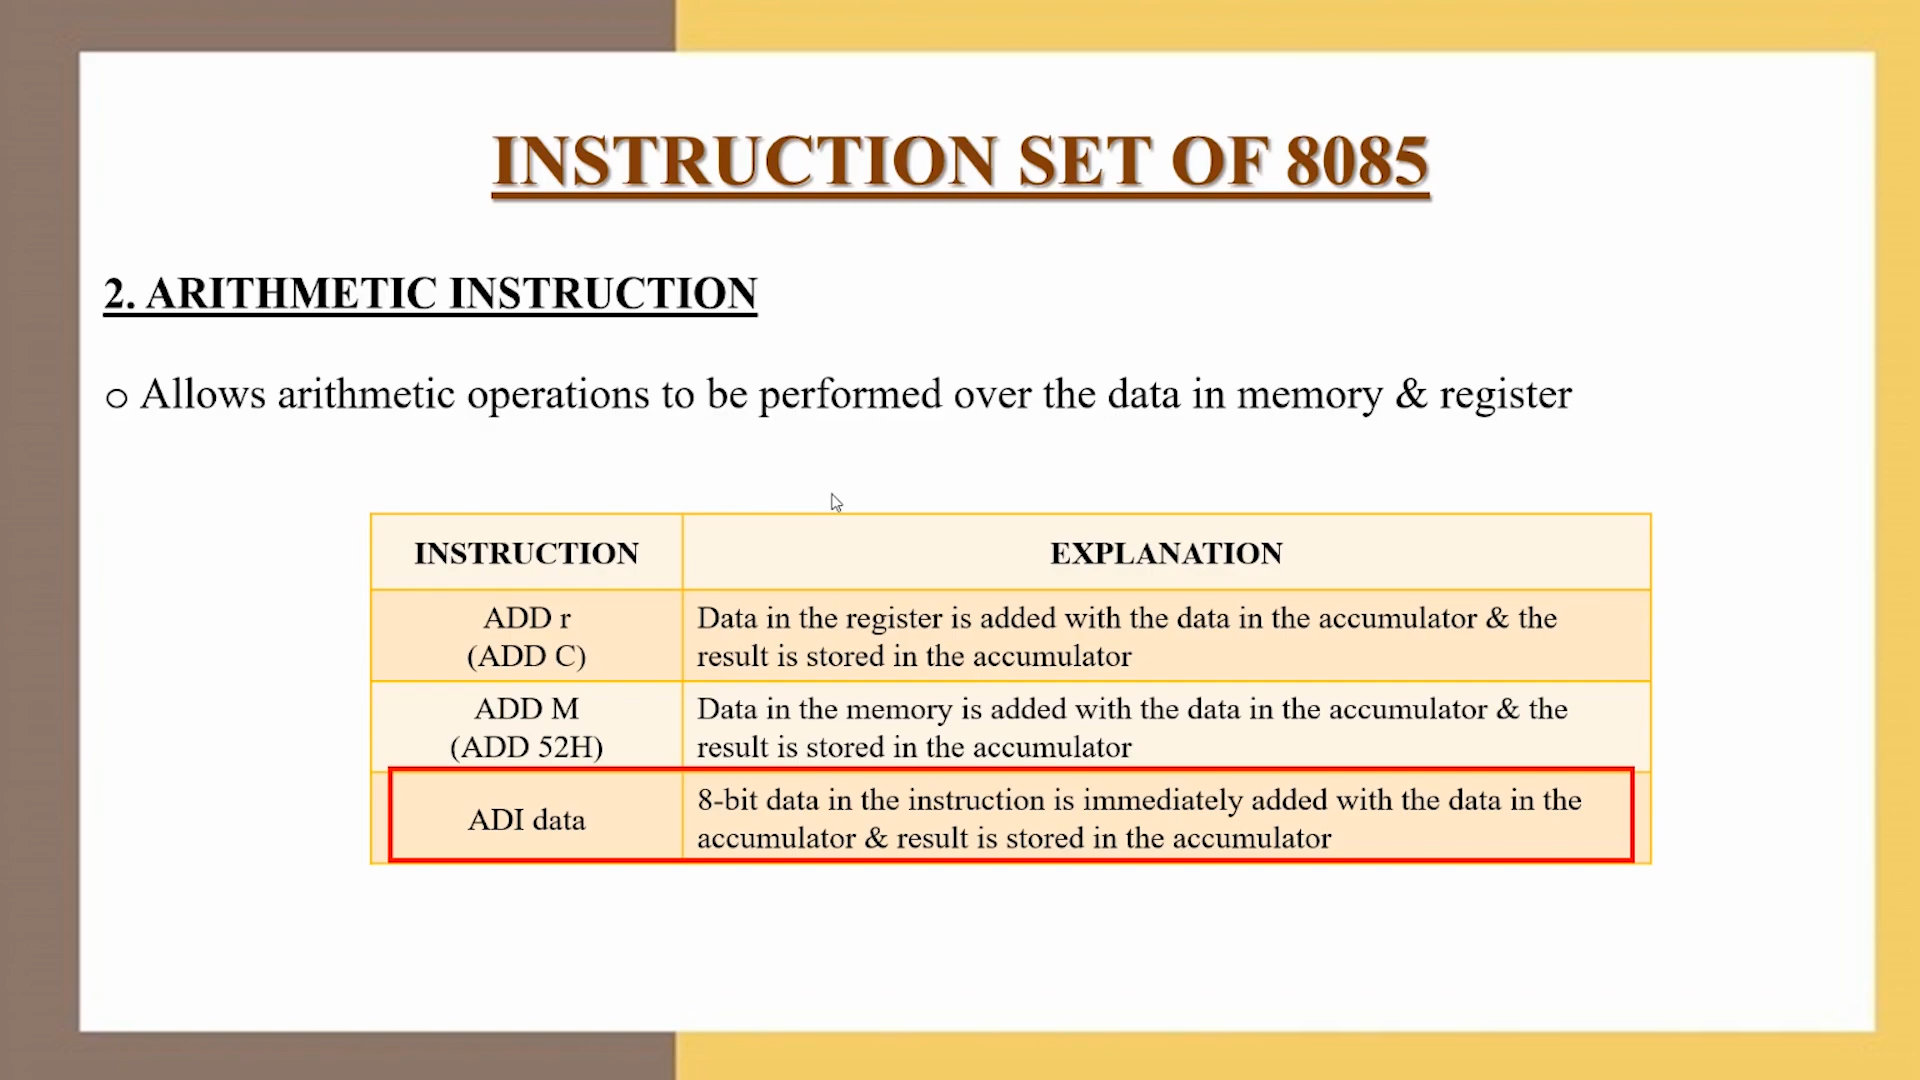 INSTRUCTION SET OF 8085
2. ARITHMETIC INSTRUCTION
o Allows arithmetic operations to be performed over the data in memory & register
INSTRUCTION
EXPLANATION
ADD r
(ADD C)
Data in the register is added with the data in the accumulator & the
result is stored in the accumulator
ADD M
(ADD 52H)
Data in the memory is added with the data in the accumulator & the
result is stored in the accumulator
ADI data
8-bit data in the instruction is immediately added with the data in the
accumulator & result is stored in the accumulator